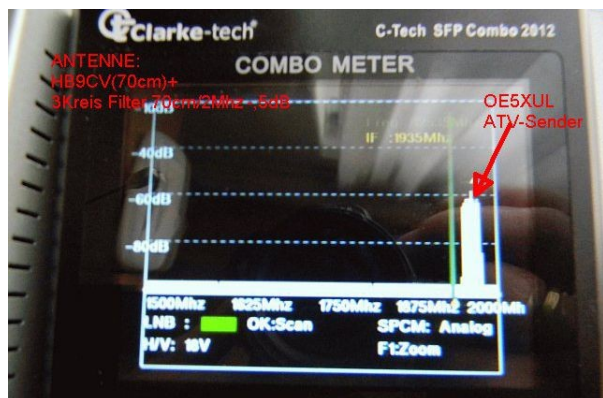 Clarke-tech®
C-Tech SFP Combo 2012
ANTENNE:
HB9CV(70cm)+
3Kreis Filter 70cm/2Mhz -,5dB
COMBO METER
OE5XUL
ATV-Sender
IF :1935Mhz
-40dB
-60dB
-80dB
1500Mhz 1625Mhz 1750Mhz 1875Mhz 2000Mh
LNB : OK:Scan SPCM: Analog
H/V: 18V F1:Zoom